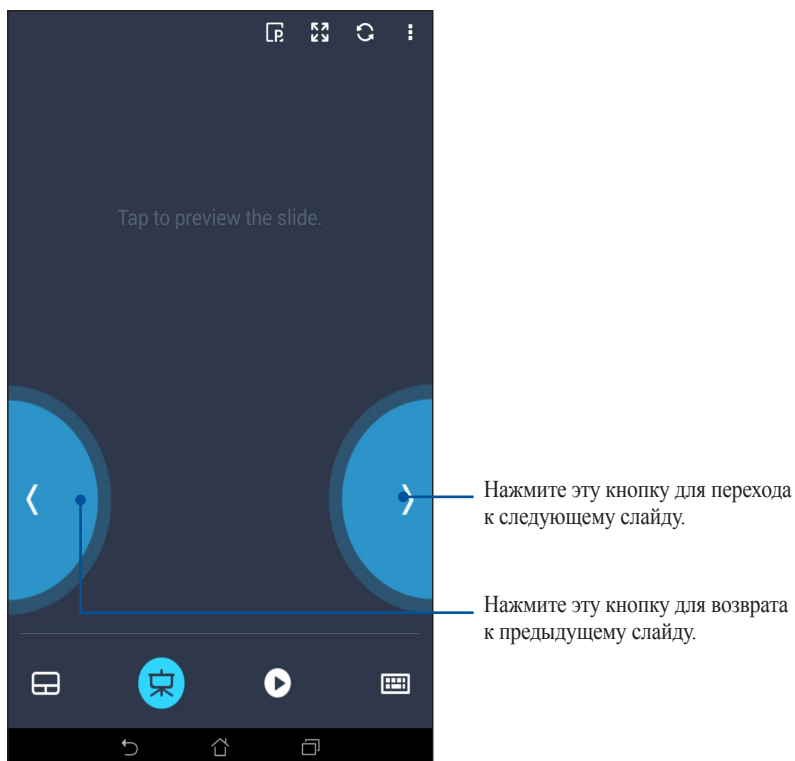 Tap to preview the slide.
Нажмите эту кнопку для перехода
к следующему слайду.
Нажмите эту кнопку для возврата
к предыдущему слайду.